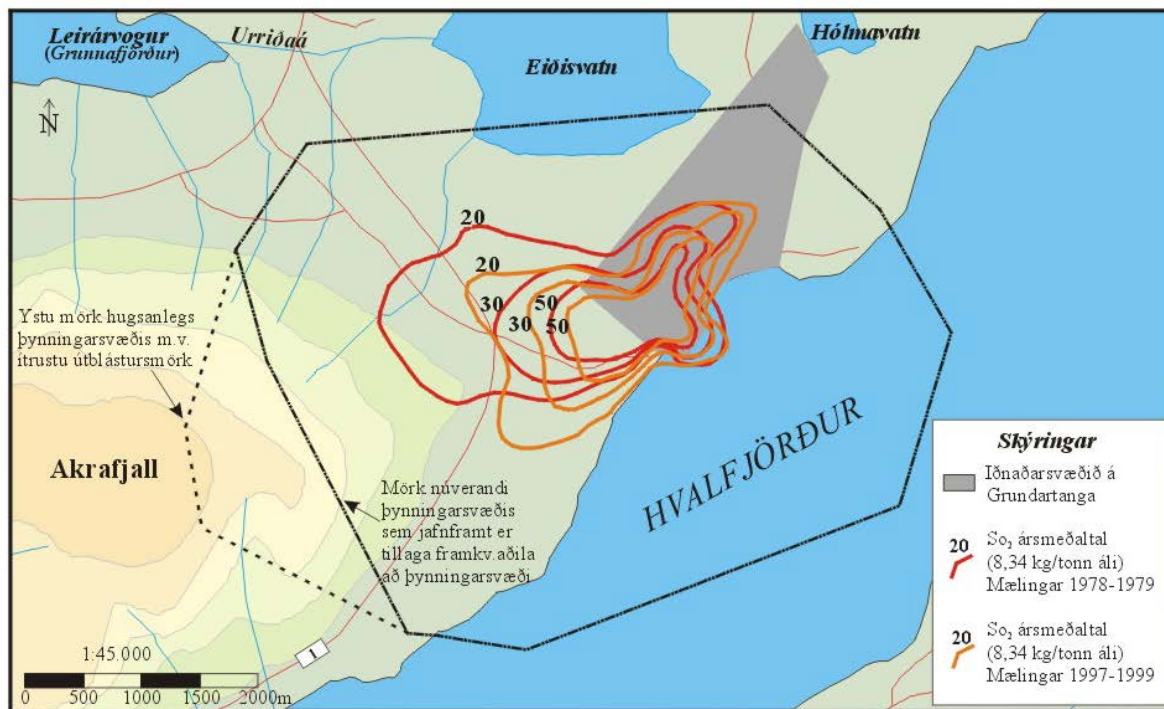 Leirárvogur
(Grunnafjörður)
Urriðaá
Hólmavatn
Eiðisvatn
N
20
20
30
50
30
50
Ystu mörk hugsanlegs
þynningarsvæðis m.v.
ítrustu útblástursmörk
Akrafjall
Mörk núverandi
þynningarsvæðis
sem jafnframt er
tillaga framkv.aðila
að þynningarsvæði
HVALFJÖRÐUR
1
1:45.000
0 500 1000 1500 2000m
Skýringar
Iðnaðarsvæðið á
Grundartanga
20 So₂ ársmeðaltal
(8,34 kg/tonn áli)
Mælingar 1978-1979
20 So₂ ársmeðaltal
(8,34 kg/tonn áli)
Mælingar 1997-1999